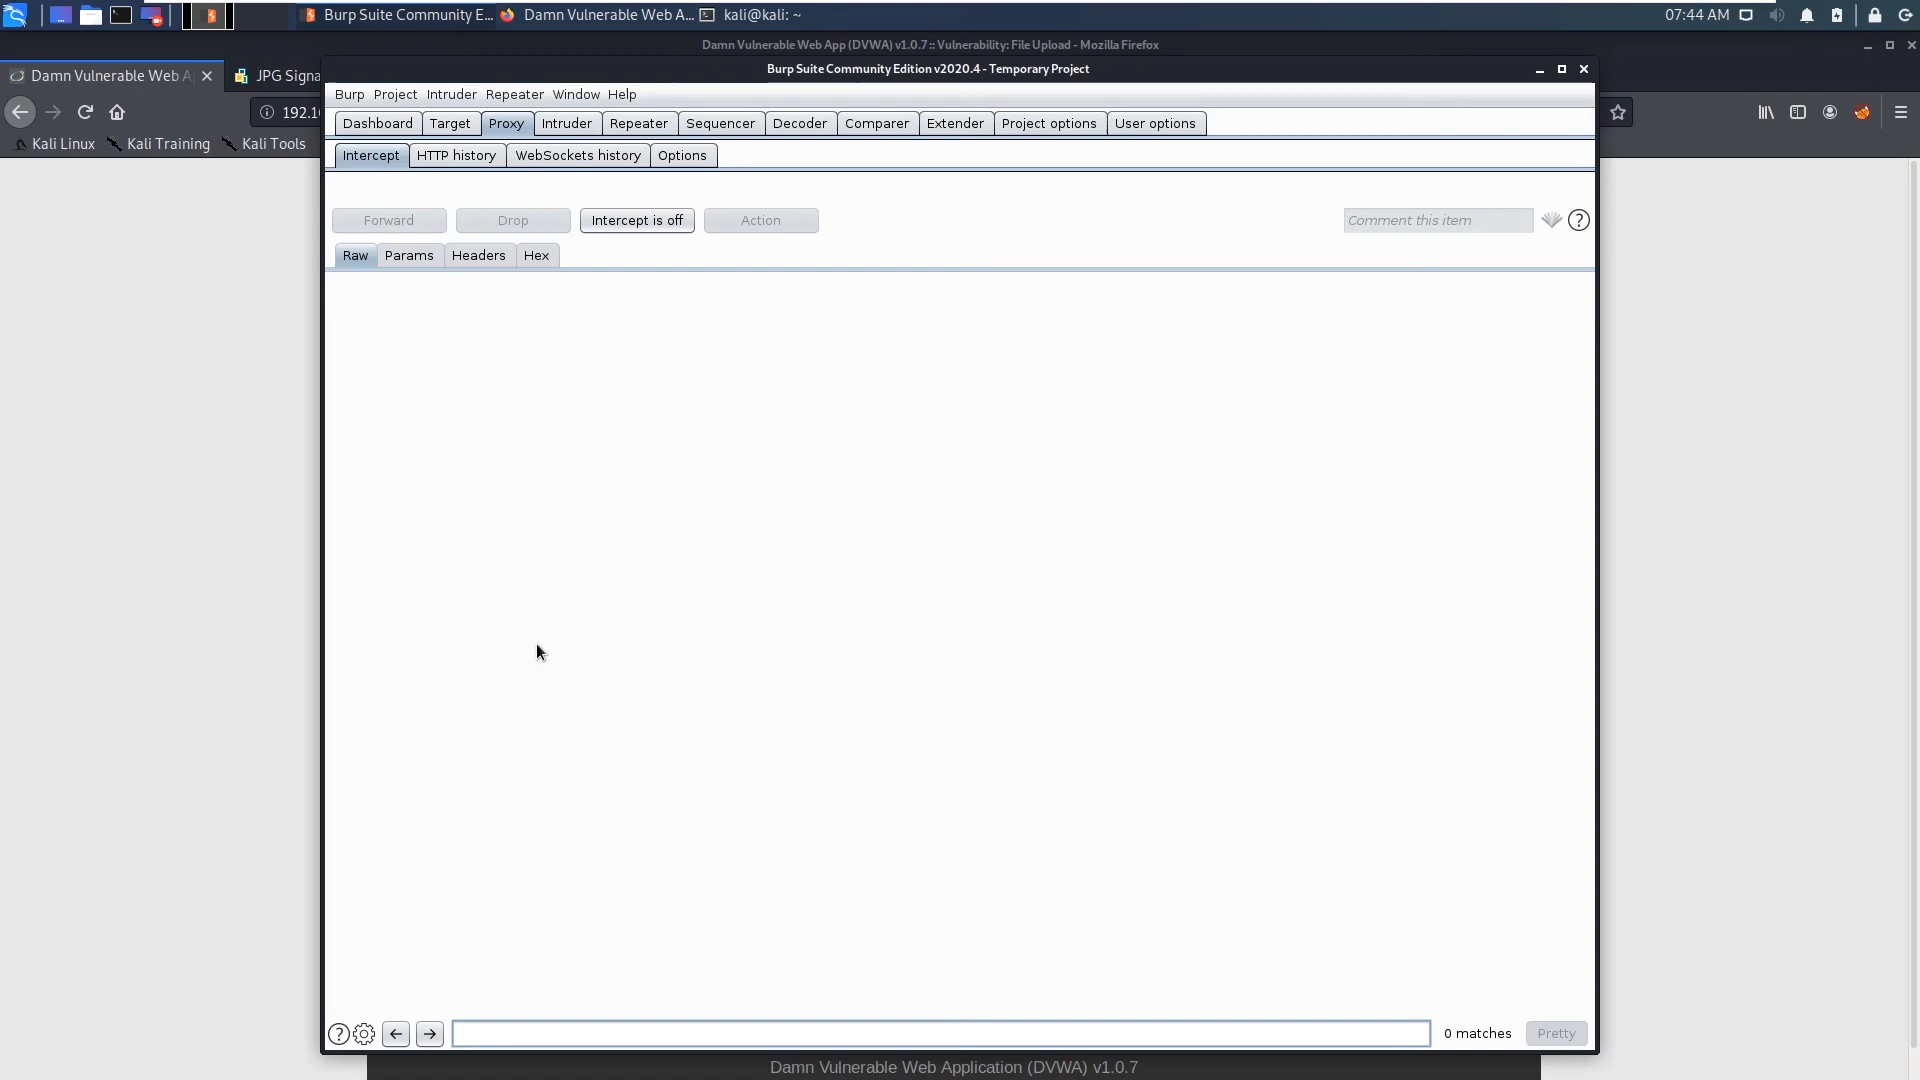 Burp Suite Community E... Damn Vulnerable Web A... kali@kali: ~ 07:44 AM
Damn Vulnerable Web App (DVWA) v1.0.7 :: Vulnerability: File Upload - Mozilla Firefox
Damn Vulnerable Web A JPG Signa
Burp Suite Community Edition v2020.4 - Temporary Project
Burp Project Intruder Repeater Window Help
192.1
Dashboard Target Proxy Intruder Repeater Sequencer Decoder Comparer Extender Project options User options
Kali Linux Kali Training Kali Tools
Intercept HTTP history WebSockets history Options
Forward Drop Intercept is off Action Comment this item ?
Raw Params Headers Hex
? 0 matches Pretty
Damn Vulnerable Web Application (DVWA) v1.0.7